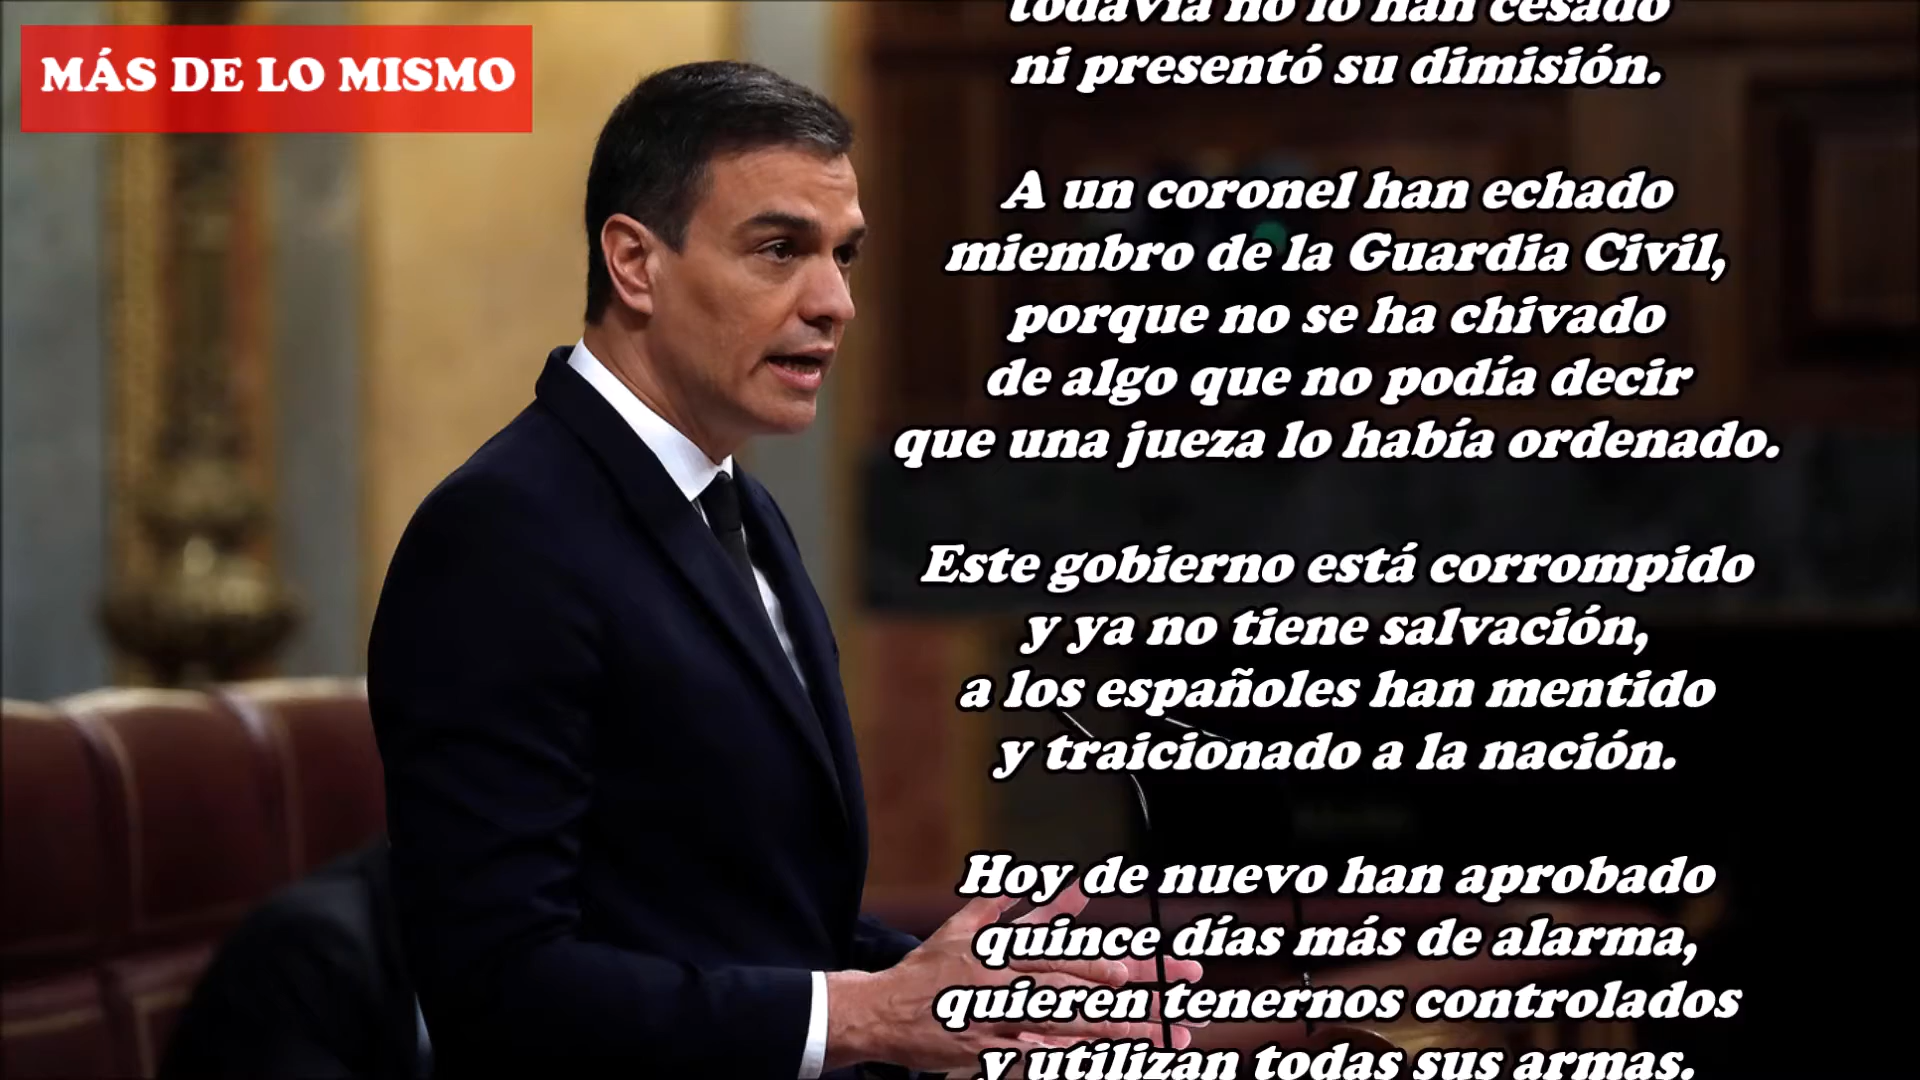 MÁS DE LO MISMO
todavía no lo han cesado
ni presentó su dimisión.
A un coronel han echado
miembro de la Guardia Civil,
porque no se ha chivado
de algo que no podía decir
que una jueza lo había ordenado.
Este gobierno está corrompido
y ya no tiene salvación,
a los españoles han mentido
y traicionado a la nación.
Hoy de nuevo han aprobado
quince días más de alarma,
quieren tenernos controlados
y utilizan todas sus armas.